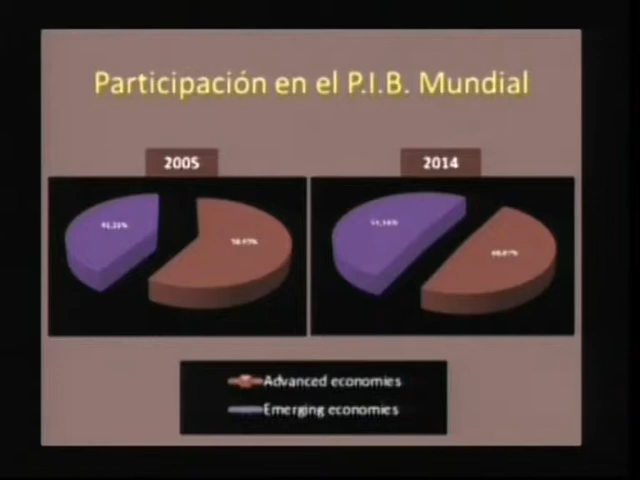 Participación en el P.I.B. Mundial
2005
2014
Advanced economies
Emerging economies